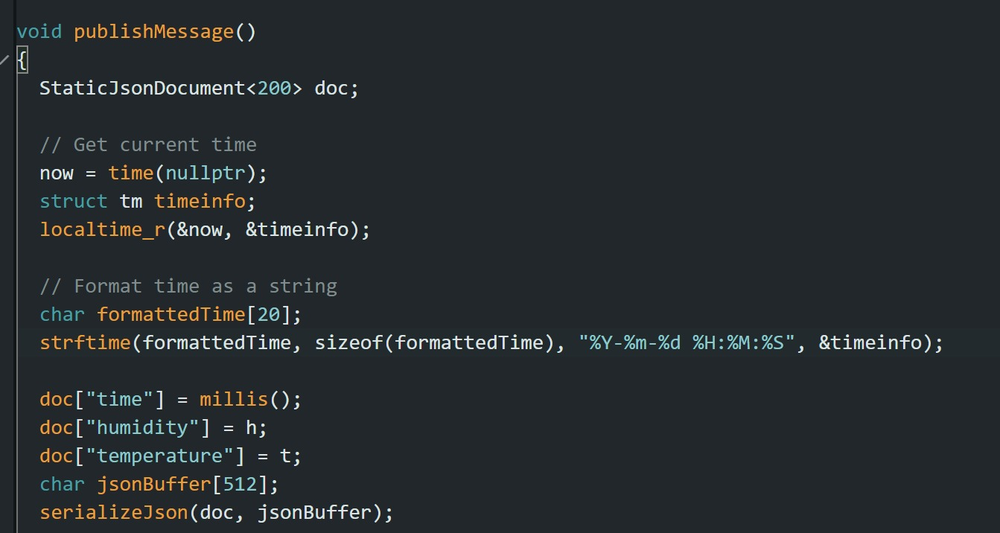 void publishMessage()
{
  StaticJsonDocument<200> doc;
  // Get current time
  now = time(nullptr);
  struct tm timeinfo;
  localtime_r(&now, &timeinfo);
  // Format time as a string
  char formattedTime[20];
  strftime(formattedTime, sizeof(formattedTime), "%Y-%m-%d %H:%M:%S", &timeinfo);
  doc["time"] = millis();
  doc["humidity"] = h;
  doc["temperature"] = t;
  char jsonBuffer[512];
  serializeJson(doc, jsonBuffer);